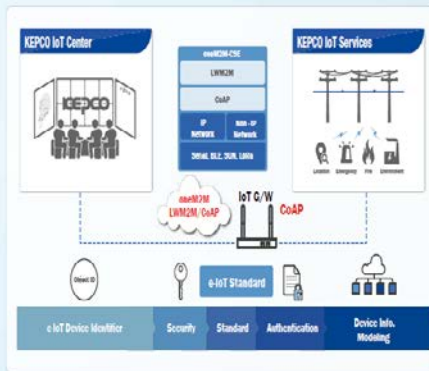 KEPCO IoT Center
KEPCO
oneM2M-CSE
LWM2M
CoAP
IP
Network
Non-IP
Network
KEPCO IoT Services
Location
Emergency
Fire
Environment
oneM2M
LWM2M/CoAP
IoT G/W
CoAP
Object ID
e-IoT Standard
e-IoT Device Identifier
Security
Standard
Authentication
Device Info.
Modeling